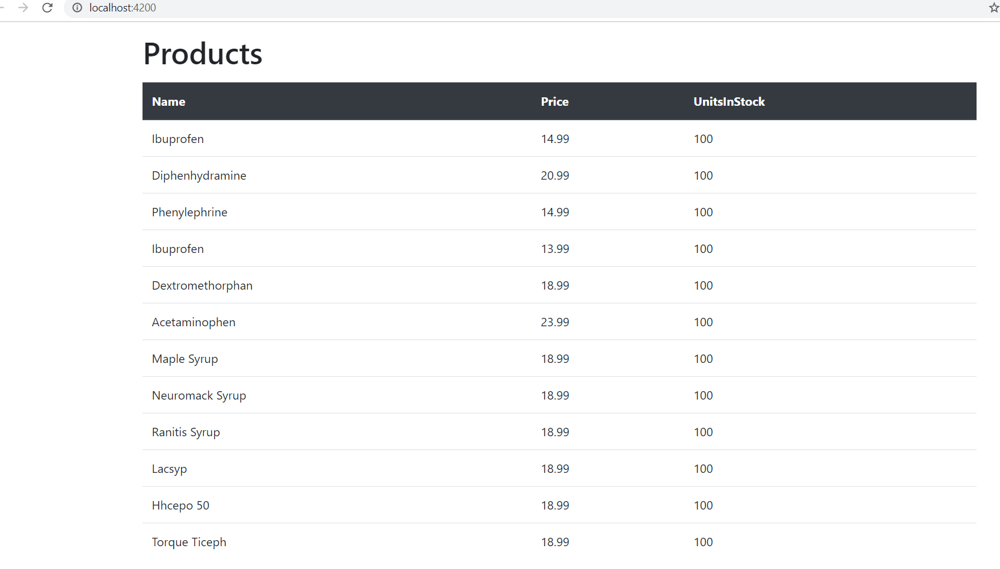 localhost:4200
Products
Name Price UnitsInStock
Ibuprofen 14.99 100
Diphenhydramine 20.99 100
Phenylephrine 14.99 100
Ibuprofen 13.99 100
Dextromethorphan 18.99 100
Acetaminophen 23.99 100
Maple Syrup 18.99 100
Neuromack Syrup 18.99 100
Ranitis Syrup 18.99 100
Lacsyp 18.99 100
Hhcepo 50 18.99 100
Torque Ticeph 18.99 100